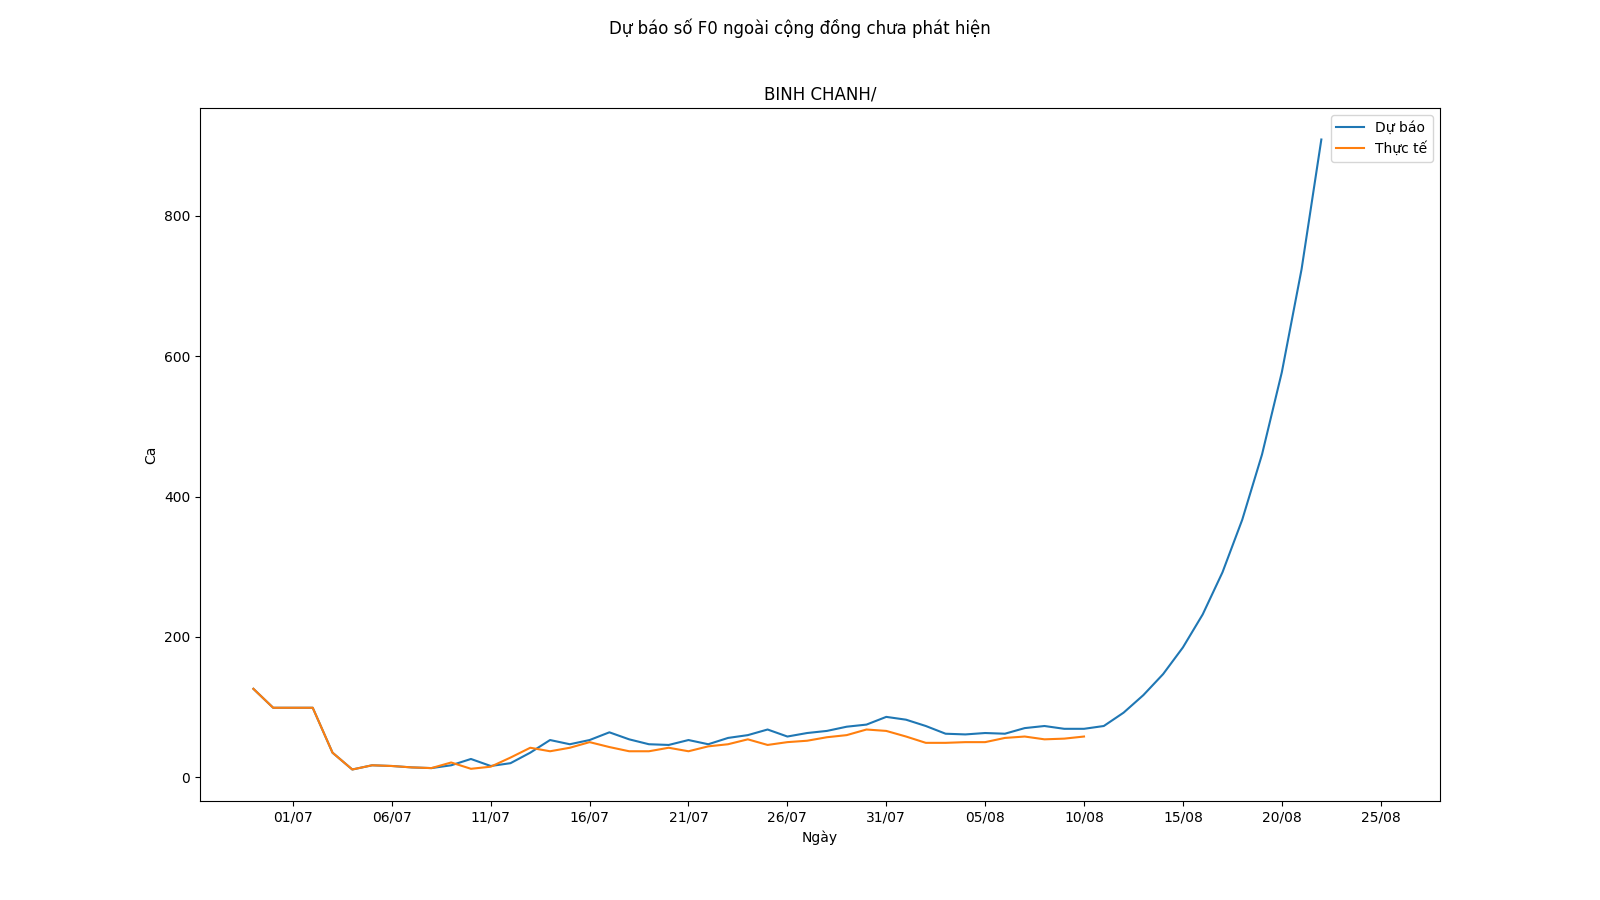 Dự báo số F0 ngoài cộng đồng chưa phát hiện
BINH CHANH/
Dự báo
Thực tế
800
600
400
200
0
Ca
01/07 06/07 11/07 16/07 21/07 26/07 31/07 05/08 10/08 15/08 20/08 25/08
Ngày